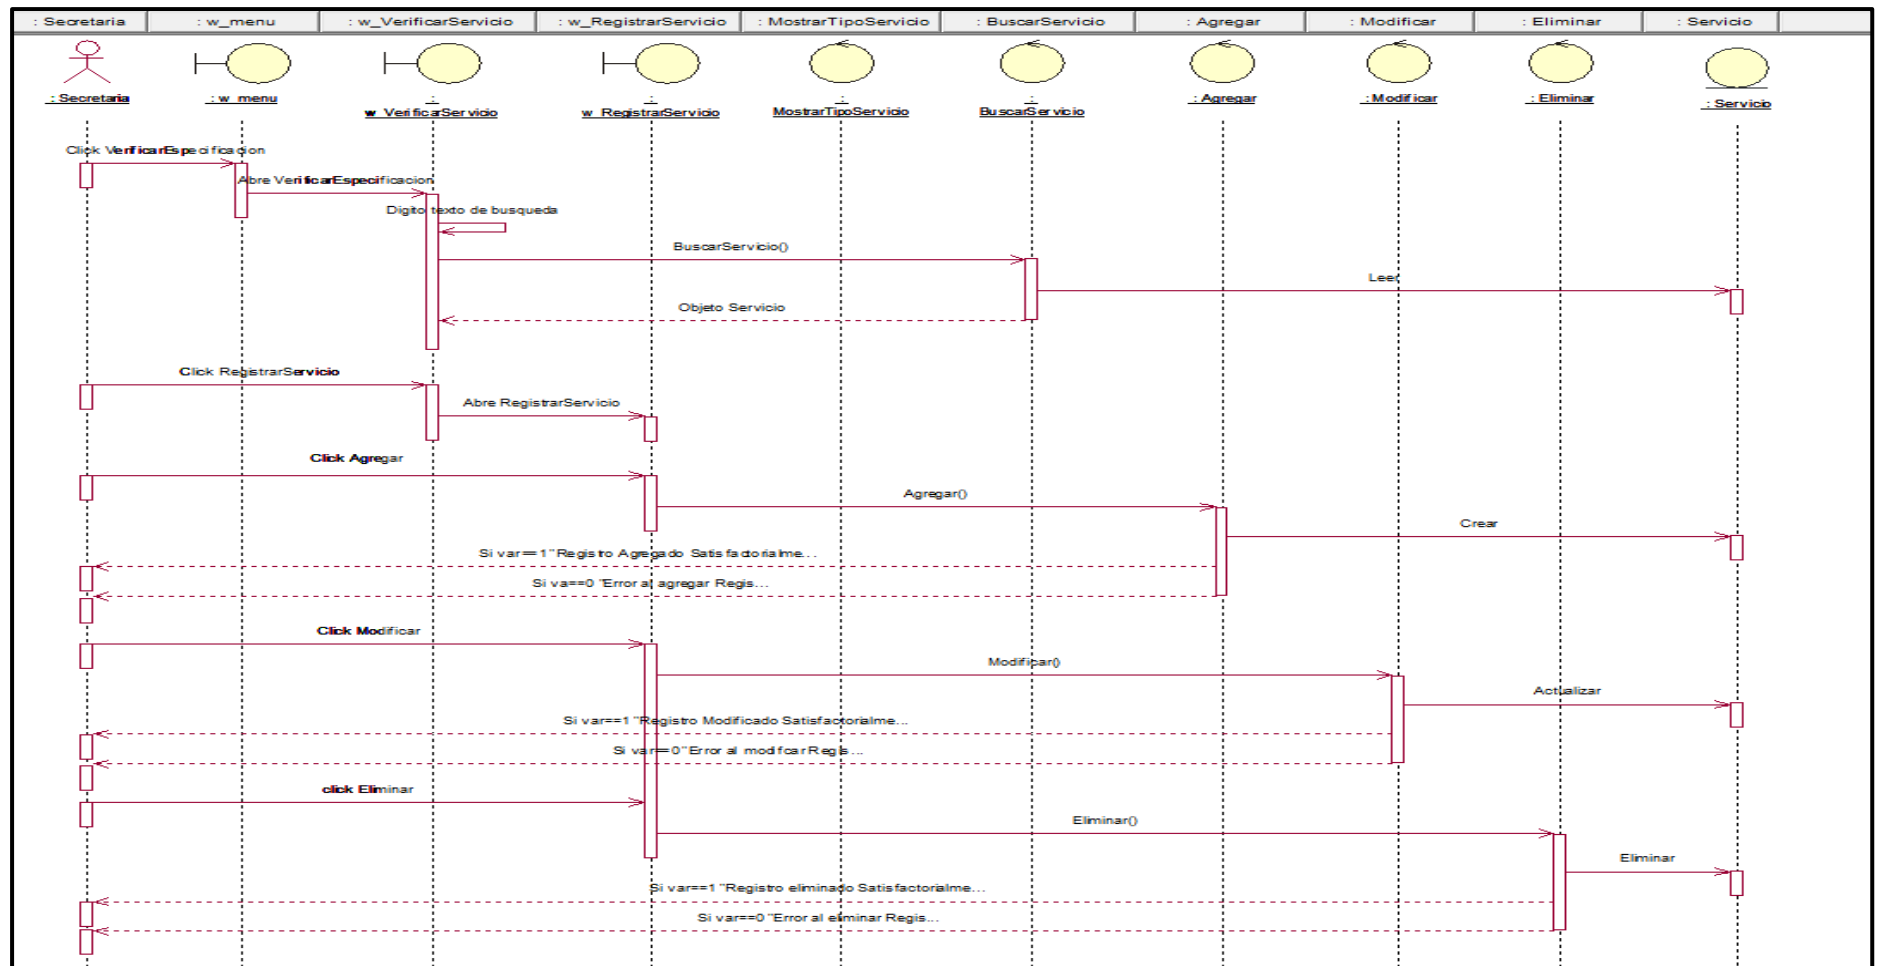 : Secretaria
: w_menu
: w_VerificarServicio
: w_RegistrarServicio
: MostrarTipoServicio
: BuscarServicio
: Agregar
: Modificar
: Eliminar
: Servicio
: Secretaria
: w_menu
:
w_VerificarServicio
:
w_RegistrarServicio
:
MostrarTipoServicio
:
BuscarServicio
: Agregar
: Modificar
: Eliminar
: Servicio
Click VerificarEspecificacion
Abre VerificarEspecificacion
Digito texto de busqueda
BuscarServicio()
Leer
Objeto Servicio
Click RegistrarServicio
Abre RegistrarServicio
Click Agregar
Agregar()
Crear
Si var==1"Registro Agregado Satisfactorialme...
Si va==0 "Error al agregar Regis...
Click Modificar
Modificar()
Actualizar
Si var==1 "Registro Modificado Satisfactorialme...
Si var==0"Error al modifcar Regis...
click Eliminar
Eliminar()
Eliminar
Si var==1 "Registro eliminado Satisfactorialme...
Si var==0 "Error al eliminar Regis...